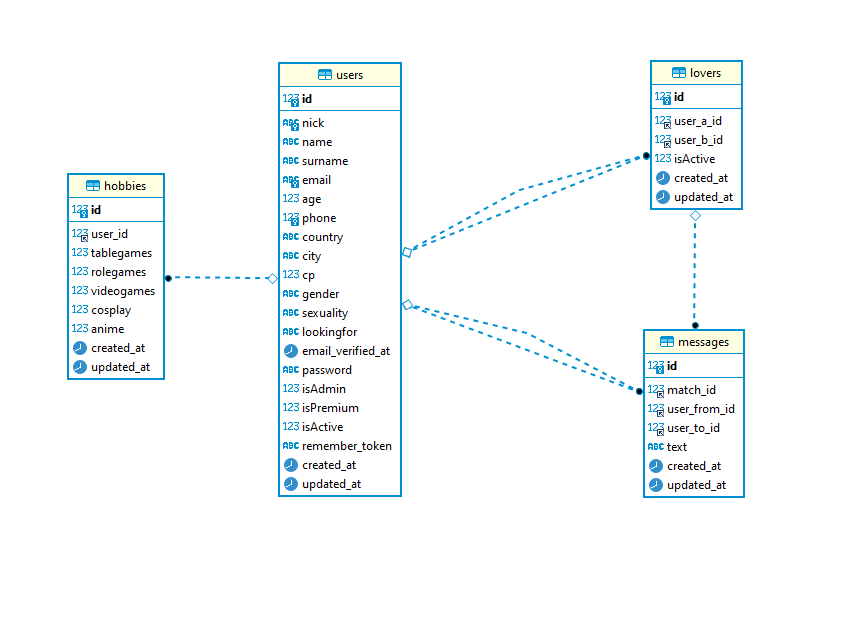 hobbies
123 id
123 user_id
123 tablegames
123 rolegames
123 videogames
123 cosplay
123 anime
created_at
updated_at
users
123 id
ABC nick
ABC name
ABC surname
ABC email
123 age
123 phone
ABC country
ABC city
123 cp
ABC gender
ABC sexuality
ABC lookingfor
email_verified_at
ABC password
123 isAdmin
123 isPremium
123 isActive
ABC remember_token
created_at
updated_at
lovers
123 id
123 user_a_id
123 user_b_id
123 isActive
created_at
updated_at
messages
123 id
123 match_id
123 user_from_id
123 user_to_id
ABC text
created_at
updated_at